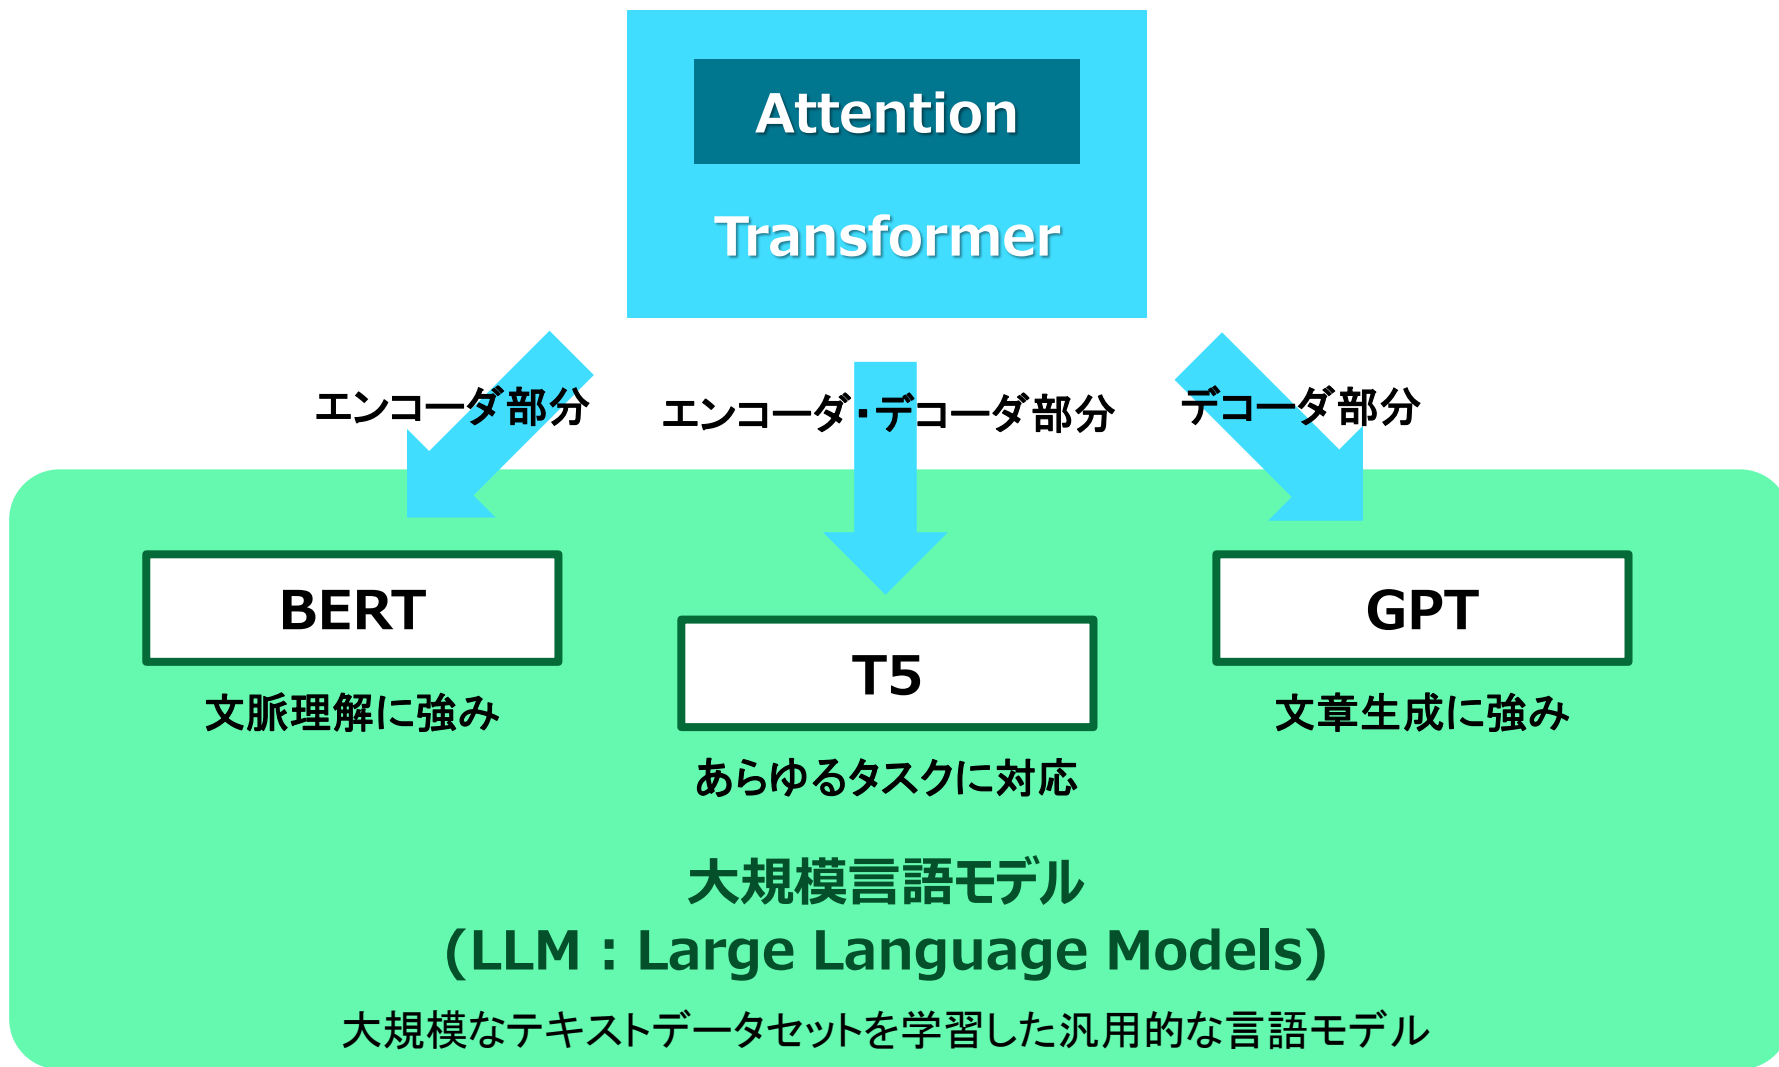 Attention
Transformer
エンコーダ部分
エンコーダ・デコーダ部分
デコーダ部分
BERT
文脈理解に強み
T5
あらゆるタスクに対応
GPT
文章生成に強み
大規模言語モデル
(LLM：Large Language Models)
大規模なテキストデータセットを学習した汎用的な言語モデル